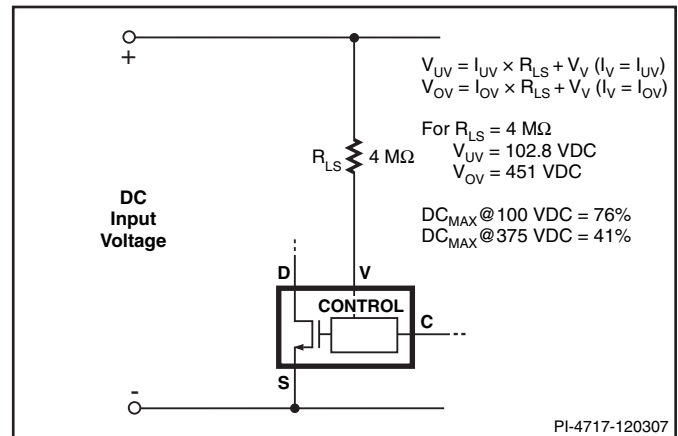 +
V_UV = I_UV × R_LS + V_V (I_V = I_UV)
V_OV = I_OV × R_LS + V_V (I_V = I_OV)
For R_LS = 4 MΩ
V_UV = 102.8 VDC
V_OV = 451 VDC
DC_MAX@100 VDC = 76%
DC_MAX@375 VDC = 41%
R_LS 4 MΩ
DC
Input
Voltage
D V
CONTROL
C
S
-
PI-4717-120307